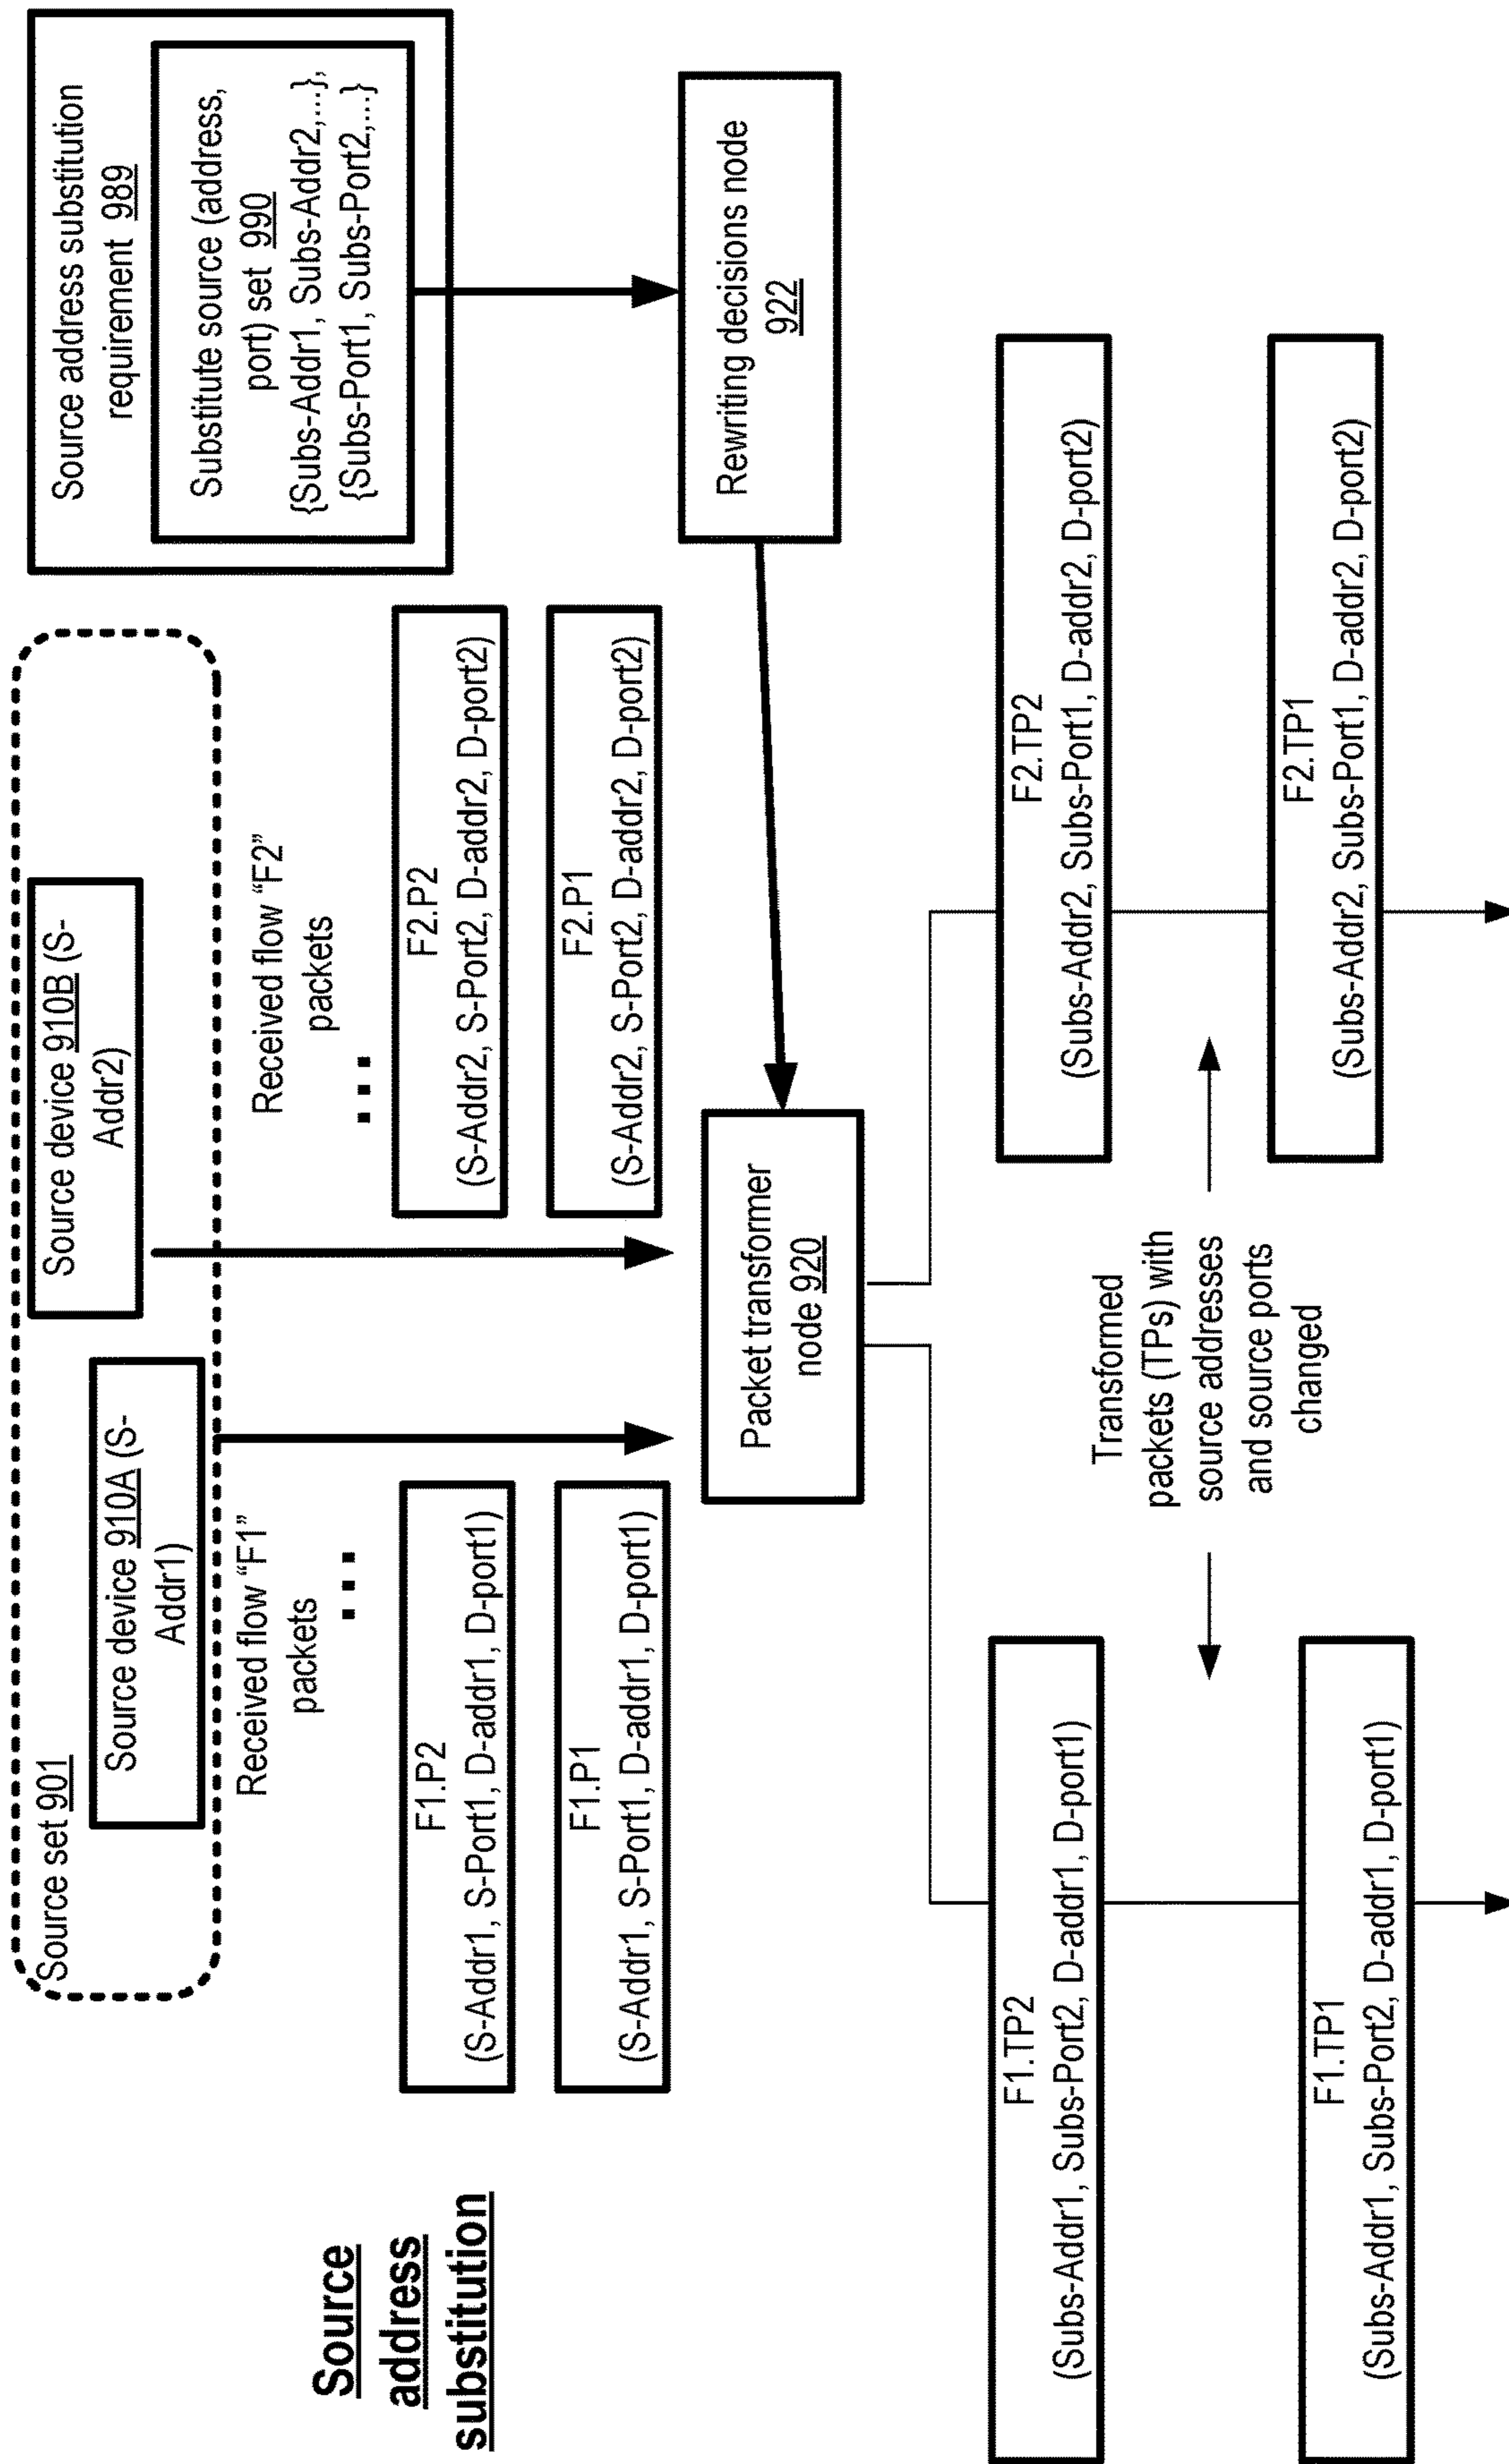 Source
address
substitution
Source set 901
Source device 910A (S-
Addr1)
Source device 910B (S-
Addr2)
Source address substitution
requirement 989
Substitute source (address,
port) set 990
{Subs-Addr1, Subs-Addr2,...},
{Subs-Port1, Subs-Port2,...}
Received flow “F1”
packets
...
F1.P2
(S-Addr1, S-Port1, D-addr1, D-port1)
F1.P1
(S-Addr1, S-Port1, D-addr1, D-port1)
Received flow “F2”
packets
...
F2.P2
(S-Addr2, S-Port2, D-addr2, D-port2)
F2.P1
(S-Addr2, S-Port2, D-addr2, D-port2)
Rewriting decisions node
922
Packet transformer
node 920
F1.TP2
(Subs-Addr1, Subs-Port2, D-addr1, D-port1)
F1.TP1
(Subs-Addr1, Subs-Port2, D-addr1, D-port1)
Transformed
packets (TPs) with
source addresses
and source ports
changed
F2.TP2
(Subs-Addr2, Subs-Port1, D-addr2, D-port2)
F2.TP1
(Subs-Addr2, Subs-Port1, D-addr2, D-port2)